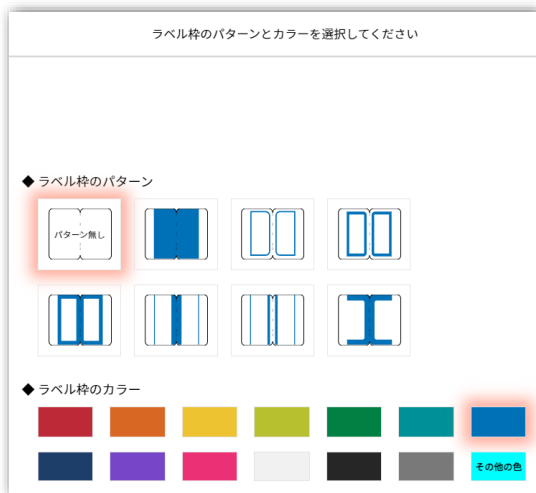 ラベル枠のパターンとカラーを選択してください
◆ ラベル枠のパターン
パターン無し
◆ ラベル枠のカラー
その他の色